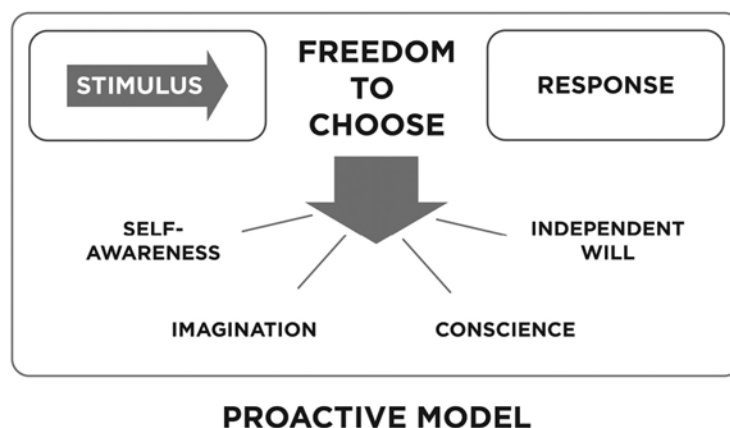 STIMULUS
FREEDOM
TO
CHOOSE
RESPONSE
SELF-
AWARENESS
INDEPENDENT
WILL
IMAGINATION
CONSCIENCE
PROACTIVE MODEL